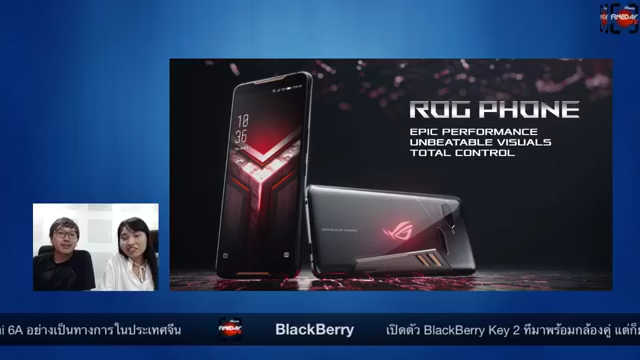 FINEDAY
ROG PHONE
EPIC PERFORMANCE
UNBEATABLE VISUALS
TOTAL CONTROL
18
36
6A อย่างเป็นทางการในประเทศจีน FINEDAY BlackBerry เปิดตัว BlackBerry Key 2 ที่มาพร้อมกล้องคู่ แต่ก็ย